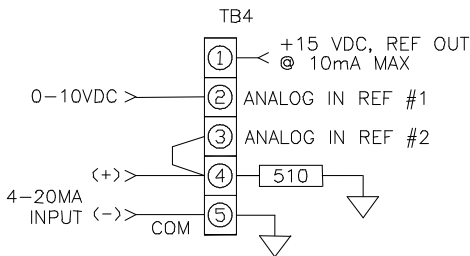 TB4
1
+15 VDC, REF OUT
@ 10mA MAX
0-10VDC
2
ANALOG IN REF #1
3
ANALOG IN REF #2
(+)
4
510
4-20MA
INPUT (-)
COM
5